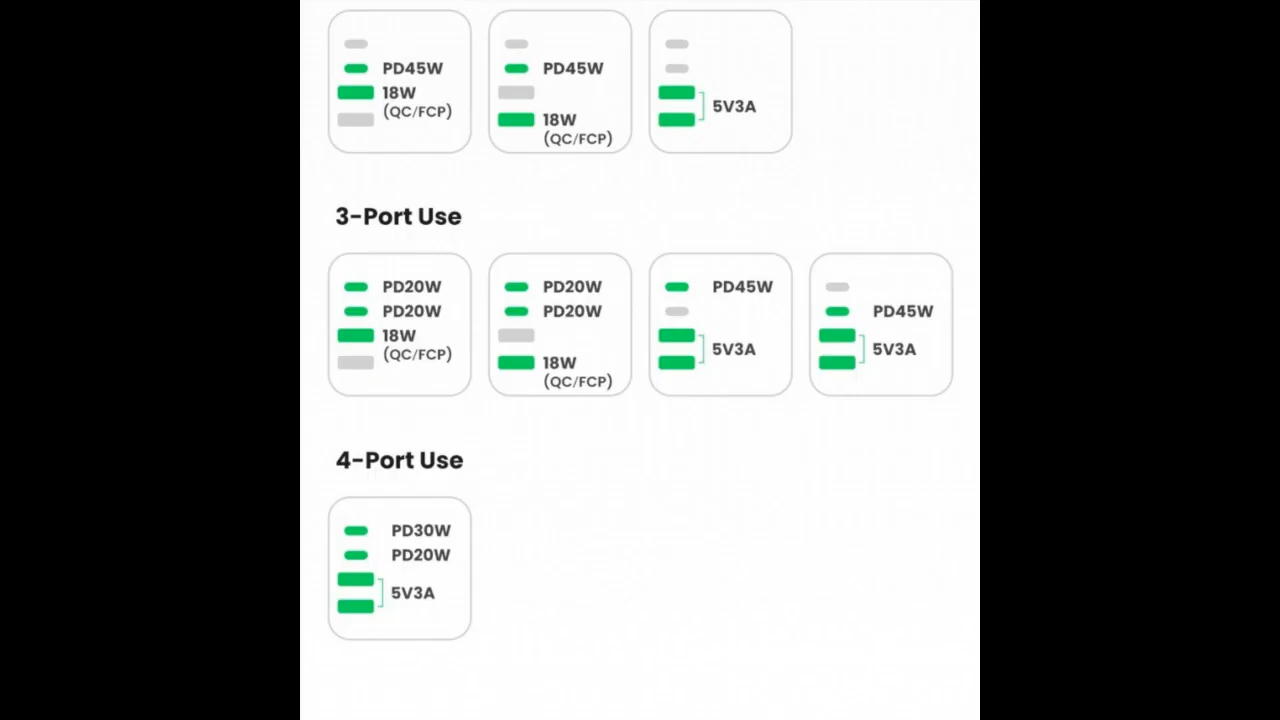 PD45W
18W
(QC/FCP)
PD45W
18W
(QC/FCP)
5V3A
3-Port Use
PD20W
PD20W
18W
(QC/FCP)
PD20W
PD20W
18W
(QC/FCP)
PD45W
5V3A
PD45W
5V3A
4-Port Use
PD30W
PD20W
5V3A